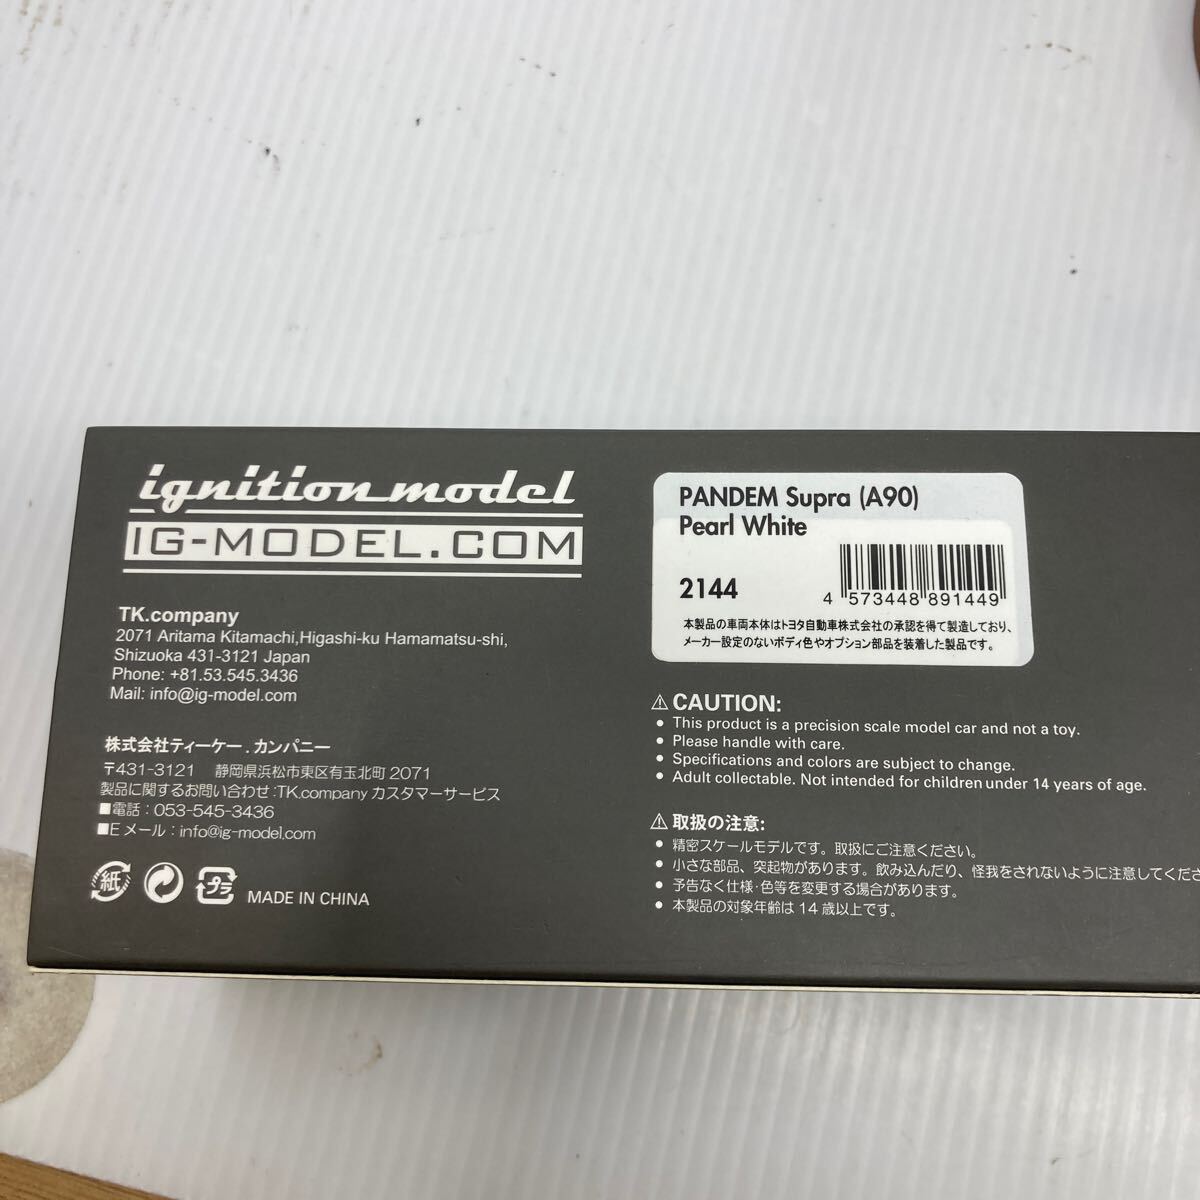 ignition model
IG-MODEL.COM
TK.company
2071 Aritama Kitamachi,Higashi-ku Hamamatsu-shi,
Shizuoka 431-3121 Japan
Phone: +81.53.545.3436
Mail: info@ig-model.com
株式会社ティーケー.カンパニー
〒431-3121 静岡県浜松市東区有玉北町2071
製品に関するお問い合わせ:TK.companyカスタマーサービス
■電話：053-545-3436
■Eメール：info@ig-model.com
紙
プラ
MADE IN CHINA
PANDEM Supra (A90)
Pearl White
2144
4 573448 891449
本製品の車両本体はトヨタ自動車株式会社の承認を得て製造しており、
メーカー設定のないボディ色やオプション部品を装着した製品です。
⚠ CAUTION:
• This product is a precision scale model car and not a toy.
• Please handle with care.
• Specifications and colors are subject to change.
• Adult collectable. Not intended for children under 14 years of age.
⚠ 取扱の注意:
• 精密スケールモデルです。取扱にご注意ください。
• 小さな部品、突起物があります。飲み込んだり、怪我をされないように注意してくださ
• 予告なく仕様・色等を変更する場合があります。
• 本製品の対象年齢は14歳以上です。